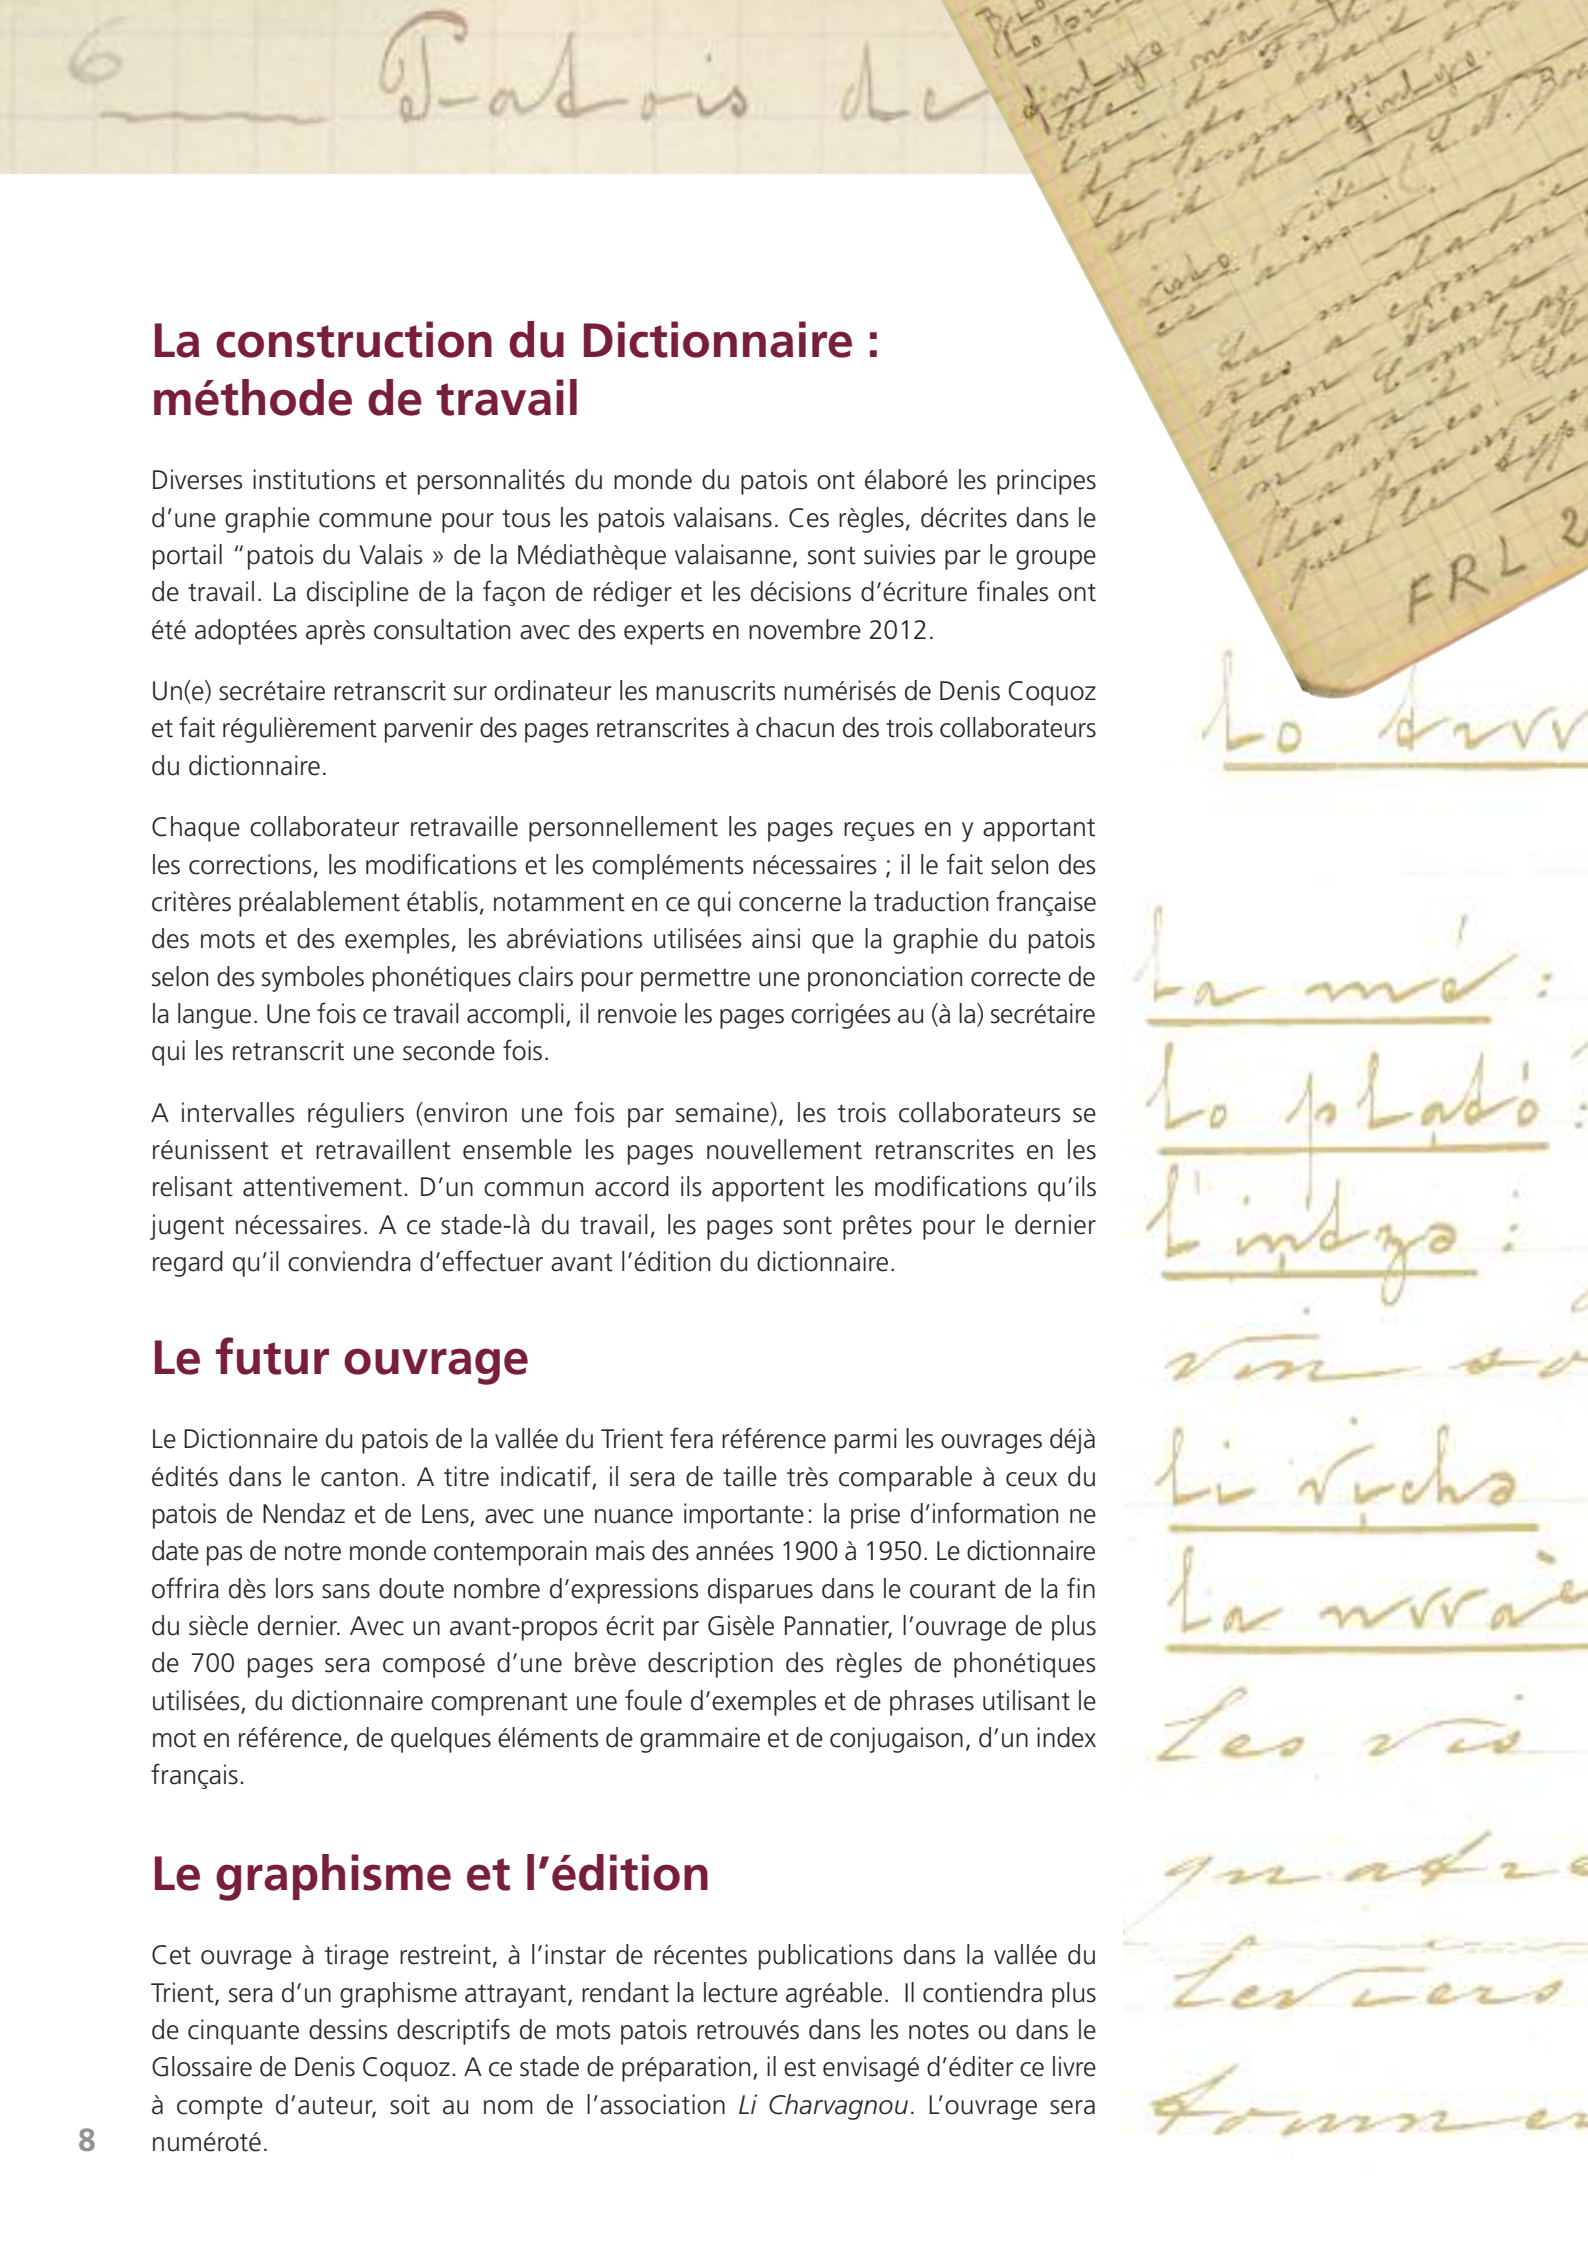 6 Patois de
La construction du Dictionnaire :
méthode de travail
Diverses institutions et personnalités du monde du patois ont élaboré les principes
d’une graphie commune pour tous les patois valaisans. Ces règles, décrites dans le
portail “patois du Valais » de la Médiathèque valaisanne, sont suivies par le groupe
de travail. La discipline de la façon de rédiger et les décisions d’écriture finales ont
été adoptées après consultation avec des experts en novembre 2012.
Un(e) secrétaire retranscrit sur ordinateur les manuscrits numérisés de Denis Coquoz
et fait régulièrement parvenir des pages retranscrites à chacun des trois collaborateurs
du dictionnaire.
Chaque collaborateur retravaille personnellement les pages reçues en y apportant
les corrections, les modifications et les compléments nécessaires ; il le fait selon des
critères préalablement établis, notamment en ce qui concerne la traduction française
des mots et des exemples, les abréviations utilisées ainsi que la graphie du patois
selon des symboles phonétiques clairs pour permettre une prononciation correcte de
la langue. Une fois ce travail accompli, il renvoie les pages corrigées au (à la) secrétaire
qui les retranscrit une seconde fois.
A intervalles réguliers (environ une fois par semaine), les trois collaborateurs se
réunissent et retravaillent ensemble les pages nouvellement retranscrites en les
relisant attentivement. D’un commun accord ils apportent les modifications qu’ils
jugent nécessaires. A ce stade-là du travail, les pages sont prêtes pour le dernier
regard qu’il conviendra d’effectuer avant l’édition du dictionnaire.
Le futur ouvrage
Le Dictionnaire du patois de la vallée du Trient fera référence parmi les ouvrages déjà
édités dans le canton. A titre indicatif, il sera de taille très comparable à ceux du
patois de Nendaz et de Lens, avec une nuance importante : la prise d’information ne
date pas de notre monde contemporain mais des années 1900 à 1950. Le dictionnaire
offrira dès lors sans doute nombre d’expressions disparues dans le courant de la fin
du siècle dernier. Avec un avant-propos écrit par Gisèle Pannatier, l’ouvrage de plus
de 700 pages sera composé d’une brève description des règles de phonétiques
utilisées, du dictionnaire comprenant une foule d’exemples et de phrases utilisant le
mot en référence, de quelques éléments de grammaire et de conjugaison, d’un index
français.
Le graphisme et l’édition
Cet ouvrage à tirage restreint, à l’instar de récentes publications dans la vallée du
Trient, sera d’un graphisme attrayant, rendant la lecture agréable. Il contiendra plus
de cinquante dessins descriptifs de mots patois retrouvés dans les notes ou dans le
Glossaire de Denis Coquoz. A ce stade de préparation, il est envisagé d’éditer ce livre
à compte d’auteur, soit au nom de l’association Li Charvagnou. L’ouvrage sera
numéroté.
8
FRL
Lo
La mé :
Lo
vin
Li
La
Les vis
quatre